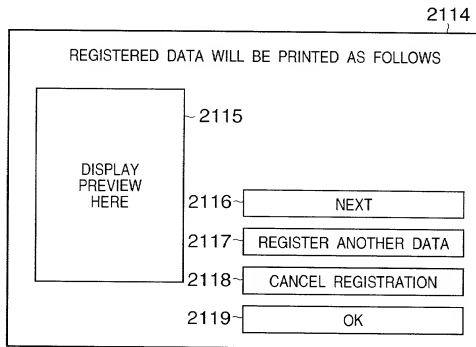 2114
REGISTERED DATA WILL BE PRINTED AS FOLLOWS
2115
DISPLAY
PREVIEW
HERE
2116 NEXT
2117 REGISTER ANOTHER DATA
2118 CANCEL REGISTRATION
2119 OK